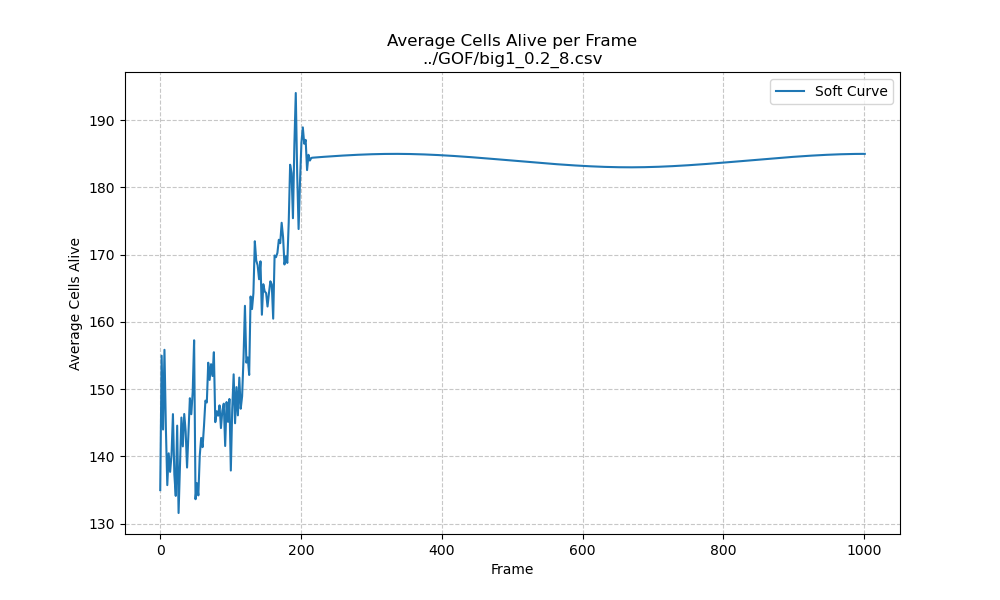 Average Cells Alive per Frame
../GOF/big1_0.2_8.csv
Soft Curve
Average Cells Alive
190
180
170
160
150
140
130
0 200 400 600 800 1000
Frame